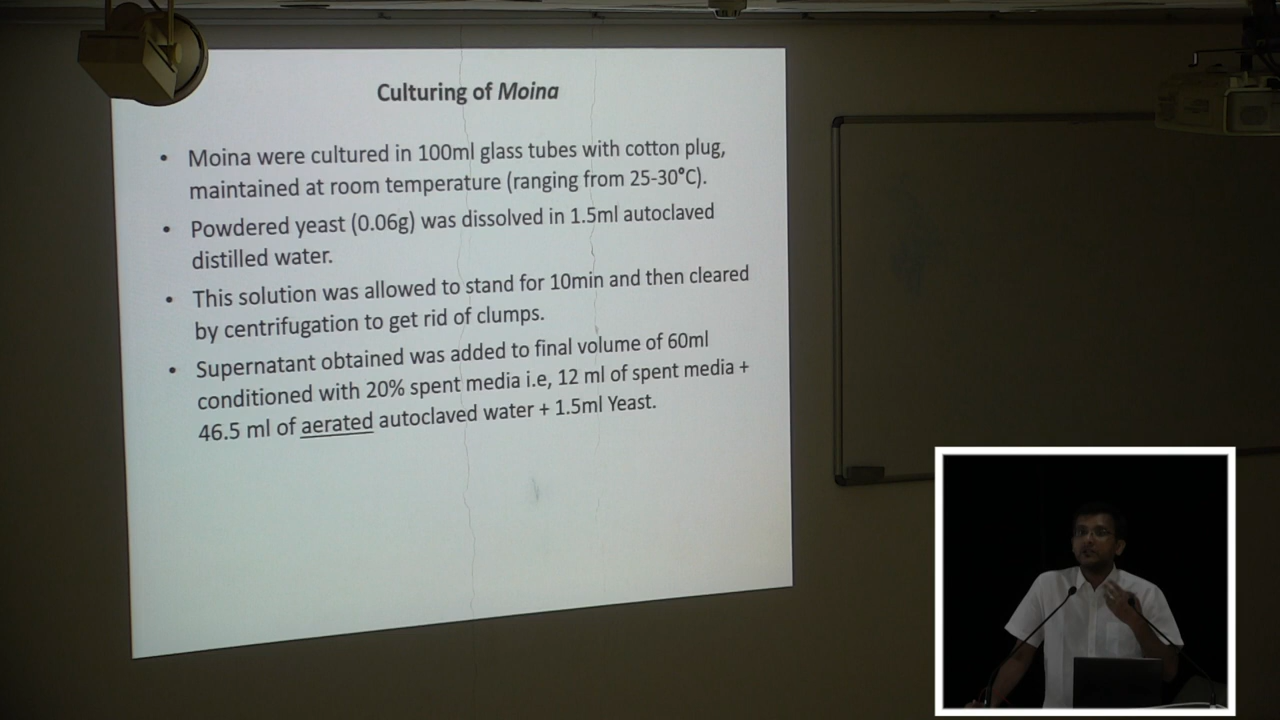 Culturing of Moina
• Moina were cultured in 100ml glass tubes with cotton plug,
maintained at room temperature (ranging from 25-30°C).
• Powdered yeast (0.06g) was dissolved in 1.5ml autoclaved
distilled water.
• This solution was allowed to stand for 10min and then cleared
by centrifugation to get rid of clumps.
• Supernatant obtained was added to final volume of 60ml
conditioned with 20% spent media i.e, 12 ml of spent media +
46.5 ml of aerated autoclaved water + 1.5ml Yeast.